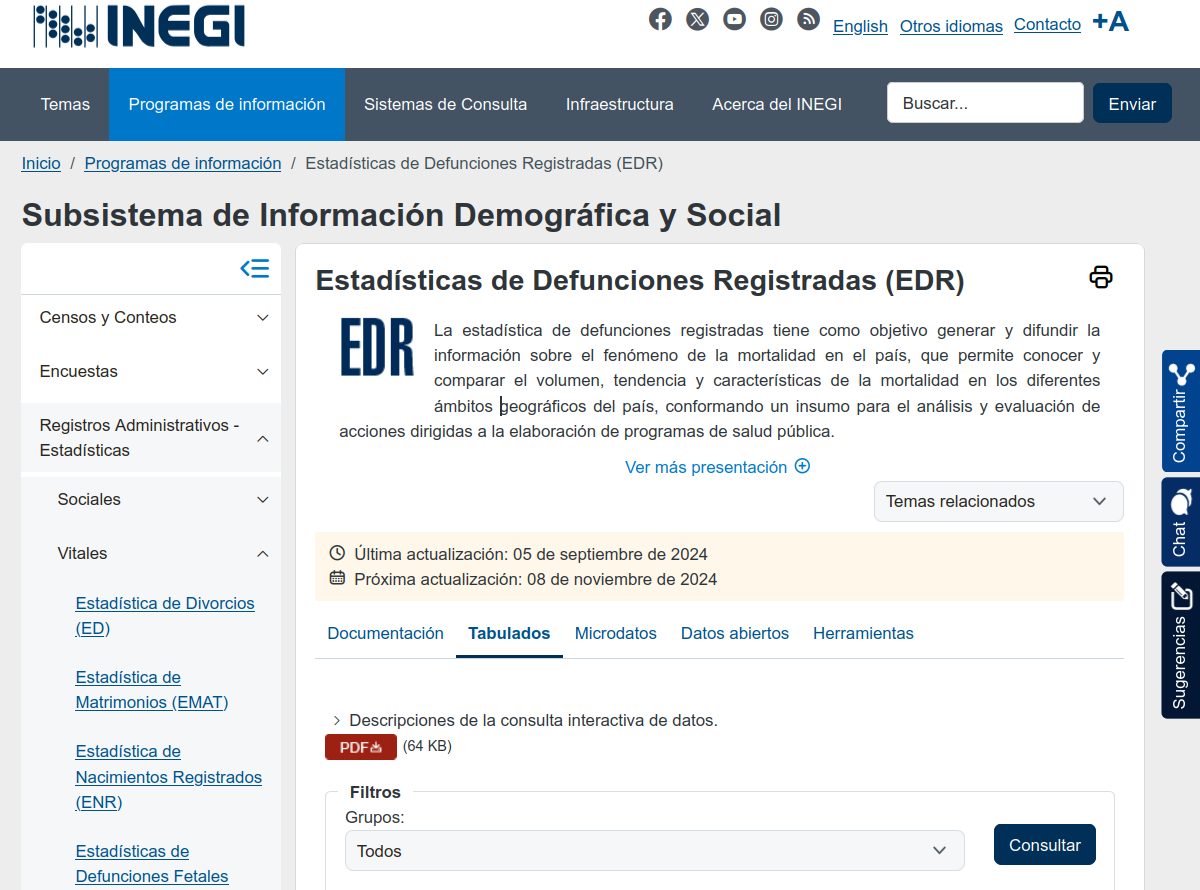 INEGI
English Otros idiomas Contacto +A
Temas Programas de información Sistemas de Consulta Infraestructura Acerca del INEGI Buscar... Enviar
Inicio / Programas de información / Estadísticas de Defunciones Registradas (EDR)
Subsistema de Información Demográfica y Social
Censos y Conteos
Encuestas
Registros Administrativos -
Estadísticas
Sociales
Vitales
Estadística de Divorcios
(ED)
Estadística de
Matrimonios (EMAT)
Estadística de
Nacimientos Registrados
(ENR)
Estadísticas de
Defunciones Fetales
Estadísticas de Defunciones Registradas (EDR)
EDR
La estadística de defunciones registradas tiene como objetivo generar y difundir la
información sobre el fenómeno de la mortalidad en el país, que permite conocer y
comparar el volumen, tendencia y características de la mortalidad en los diferentes
ámbitos geográficos del país, conformando un insumo para el análisis y evaluación de
acciones dirigidas a la elaboración de programas de salud pública.
Ver más presentación
Temas relacionados
Última actualización: 05 de septiembre de 2024
Próxima actualización: 08 de noviembre de 2024
Documentación Tabulados Microdatos Datos abiertos Herramientas
Descripciones de la consulta interactiva de datos.
PDF (64 KB)
Filtros
Grupos:
Todos
Consultar
Compartir
Chat
Sugerencias